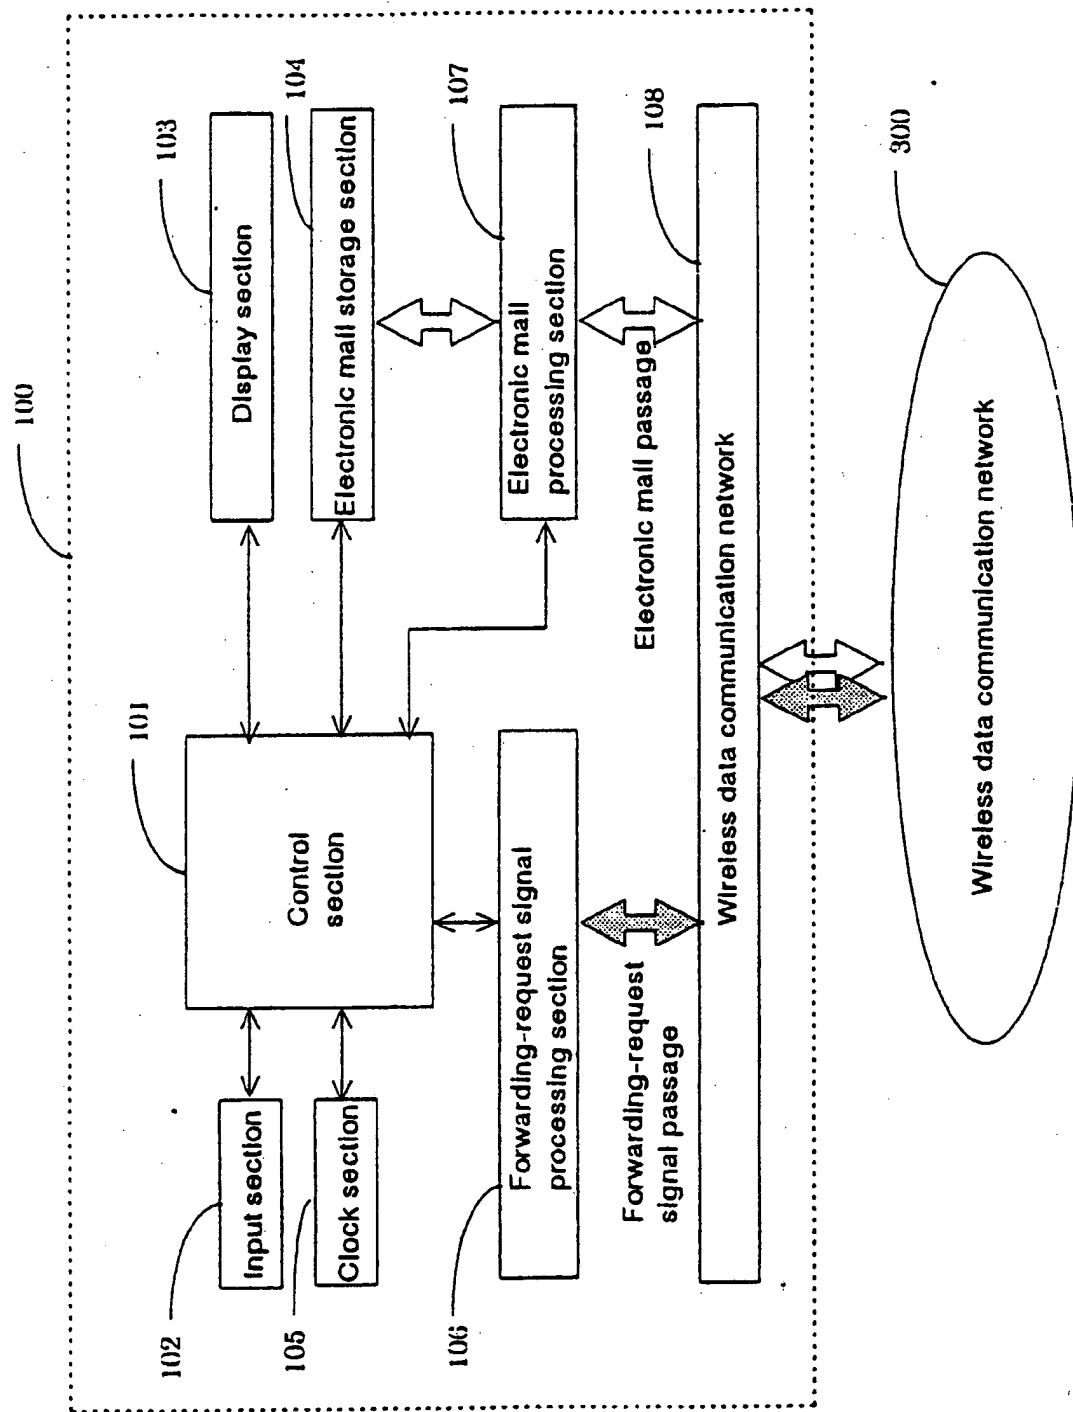 100
101
103
Display section
104
Electronic mail storage section
102
Input section
105
Clock section
Control
section
107
Electronic mail
processing section
106
Forwarding-request signal
processing section
Electronic mail passage
Forwarding-request
signal passage
108
Wireless data communication network
300
Wireless data communication network